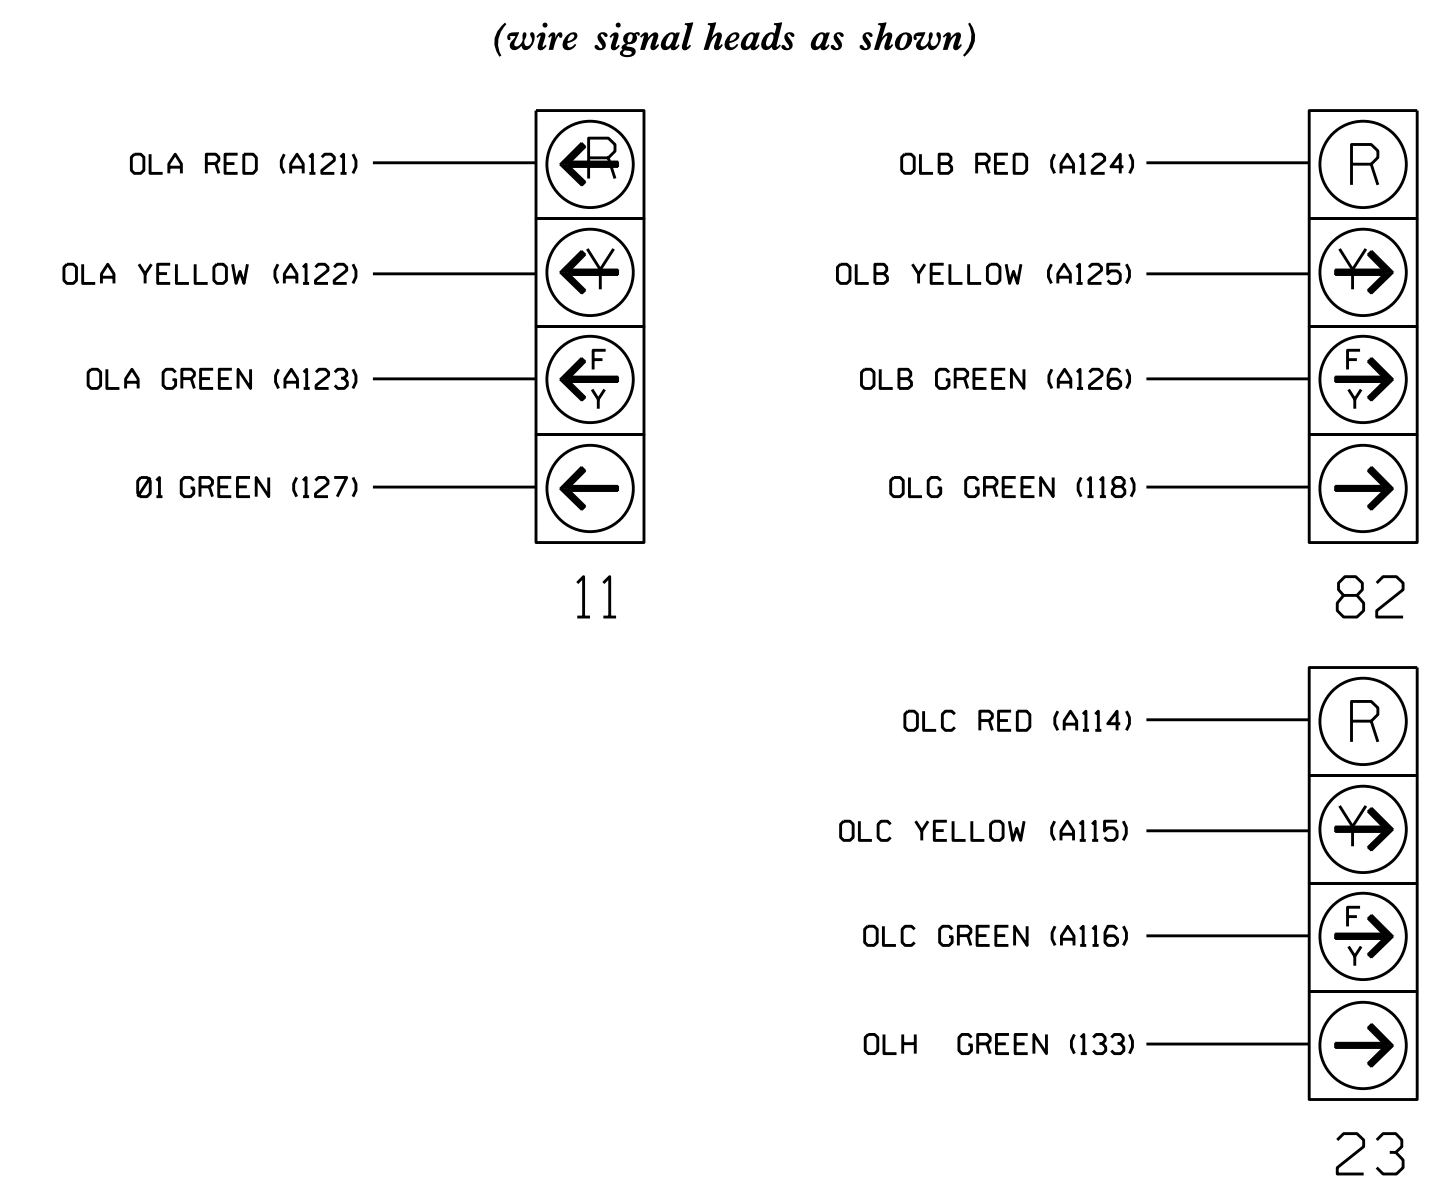 (wire signal heads as shown)
OLA RED (A121)
R
OLA YELLOW (A122)
Y
OLA GREEN (A123)
F
Y
Ø1 GREEN (127)
11
OLB RED (A124)
R
OLB YELLOW (A125)
Y
OLB GREEN (A126)
F
Y
OLG GREEN (118)
82
OLC RED (A114)
R
OLC YELLOW (A115)
Y
OLC GREEN (A116)
F
Y
OLH GREEN (133)
23